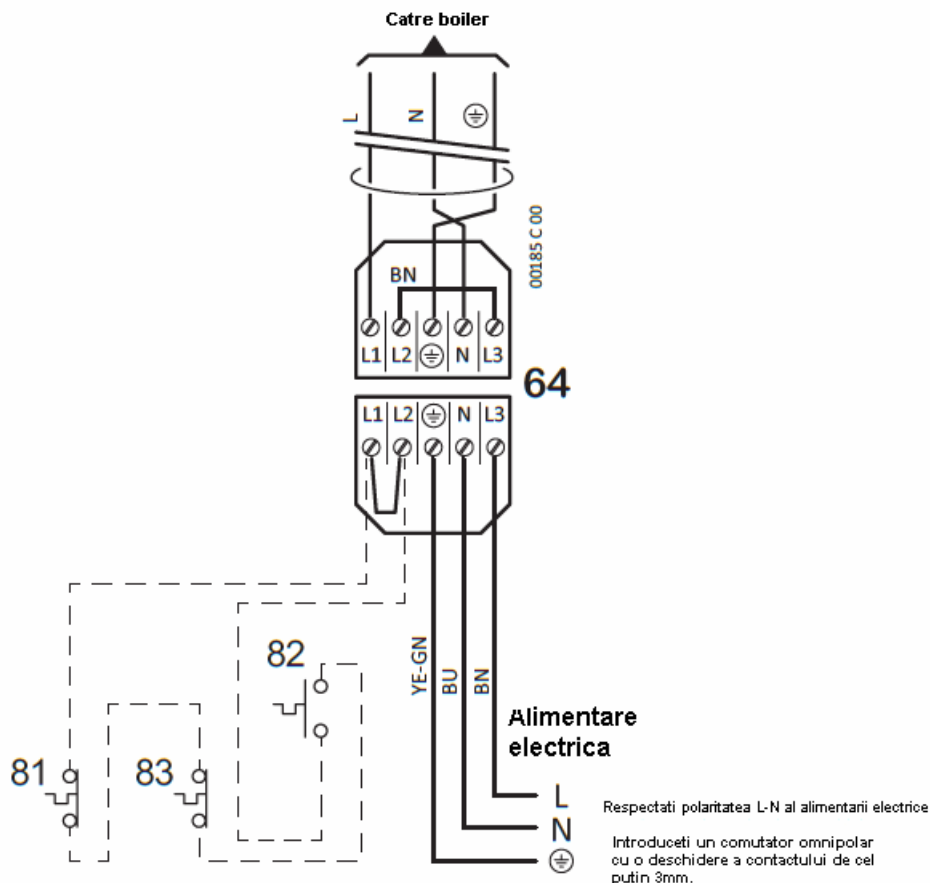 Catre boiler
L
N
00185 C 00
BN
L1 L2 N L3
64
L1 L2 N L3
82
YE-GN
BU
BN
81
83
Alimentare
electrica
L
N
Respectati polaritatea L-N al alimentarii electrice
Introduceti un comutator omnipolar
cu o deschidere a contactului de cel
putin 3mm.